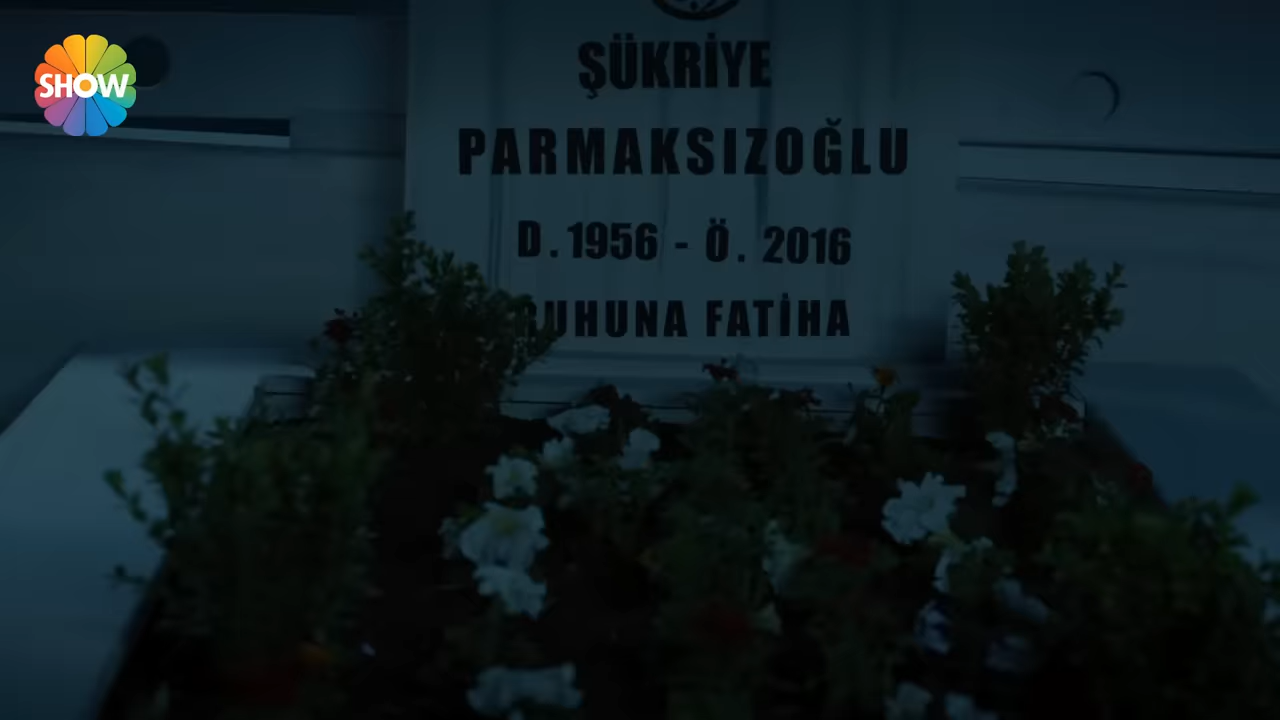 SHOW
ŞÜKRİYE
PARMAKSIZOĞLU
D. 1956 - Ö. 2016
RUHUNA FATİHA